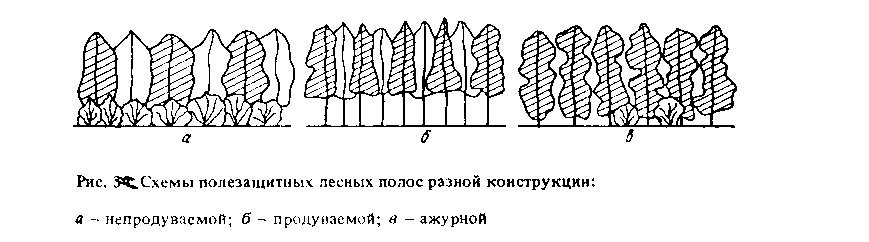 а б в
Рис. Схемы полезащитных лесных полос разной конструкции:
а – непродуваемой; б – продуваемой; в – ажурной